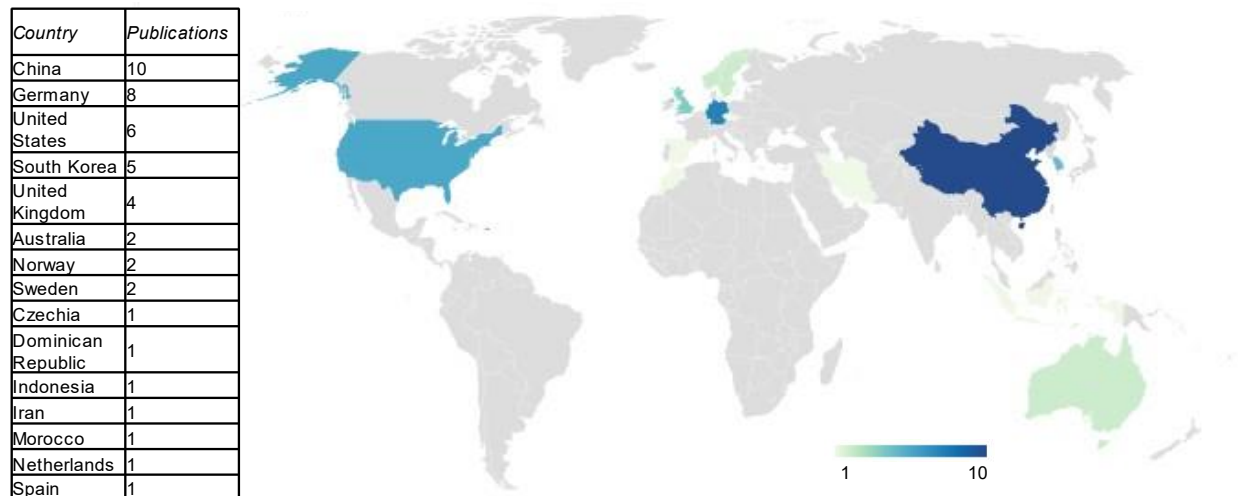 Country Publications
China 10
Germany 8
United
States 6
South Korea 5
United
Kingdom 4
Australia 2
Norway 2
Sweden 2
Czechia 1
Dominican
Republic 1
Indonesia 1
Iran 1
Morocco 1
Netherlands 1
Spain 1
1 10